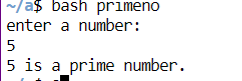 ~/a$ bash primeno
enter a number:
5
5 is a prime number.